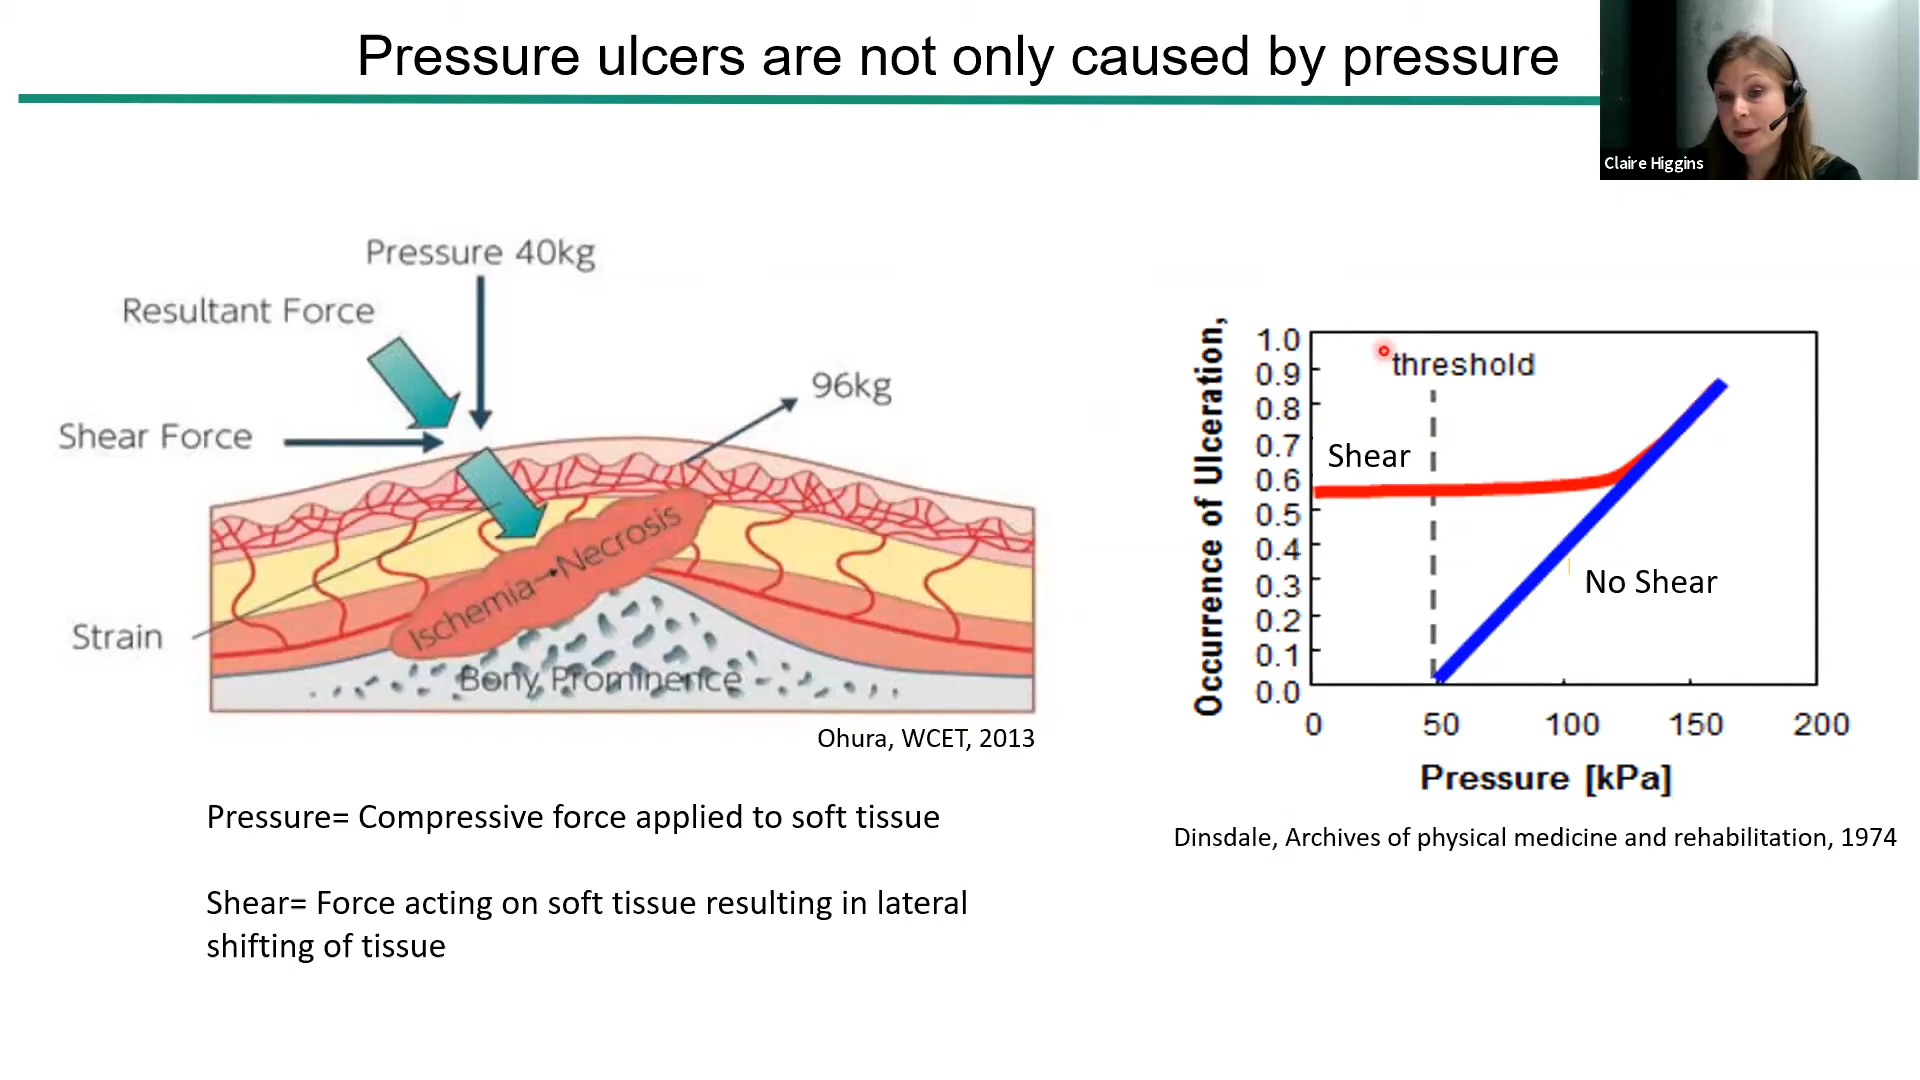 Pressure ulcers are not only caused by pressure
Claire Higgins
Pressure 40kg
Resultant Force
96kg
Shear Force
Ischemia→Necrosis
Strain
Bony Prominence
Ohura, WCET, 2013
Pressure= Compressive force applied to soft tissue
Shear= Force acting on soft tissue resulting in lateral
shifting of tissue
Occurrence of Ulceration,
1.0
0.9
0.8
0.7
0.6
0.5
0.4
0.3
0.2
0.1
0.0
threshold
Shear
No Shear
0 50 100 150 200
Pressure [kPa]
Dinsdale, Archives of physical medicine and rehabilitation, 1974